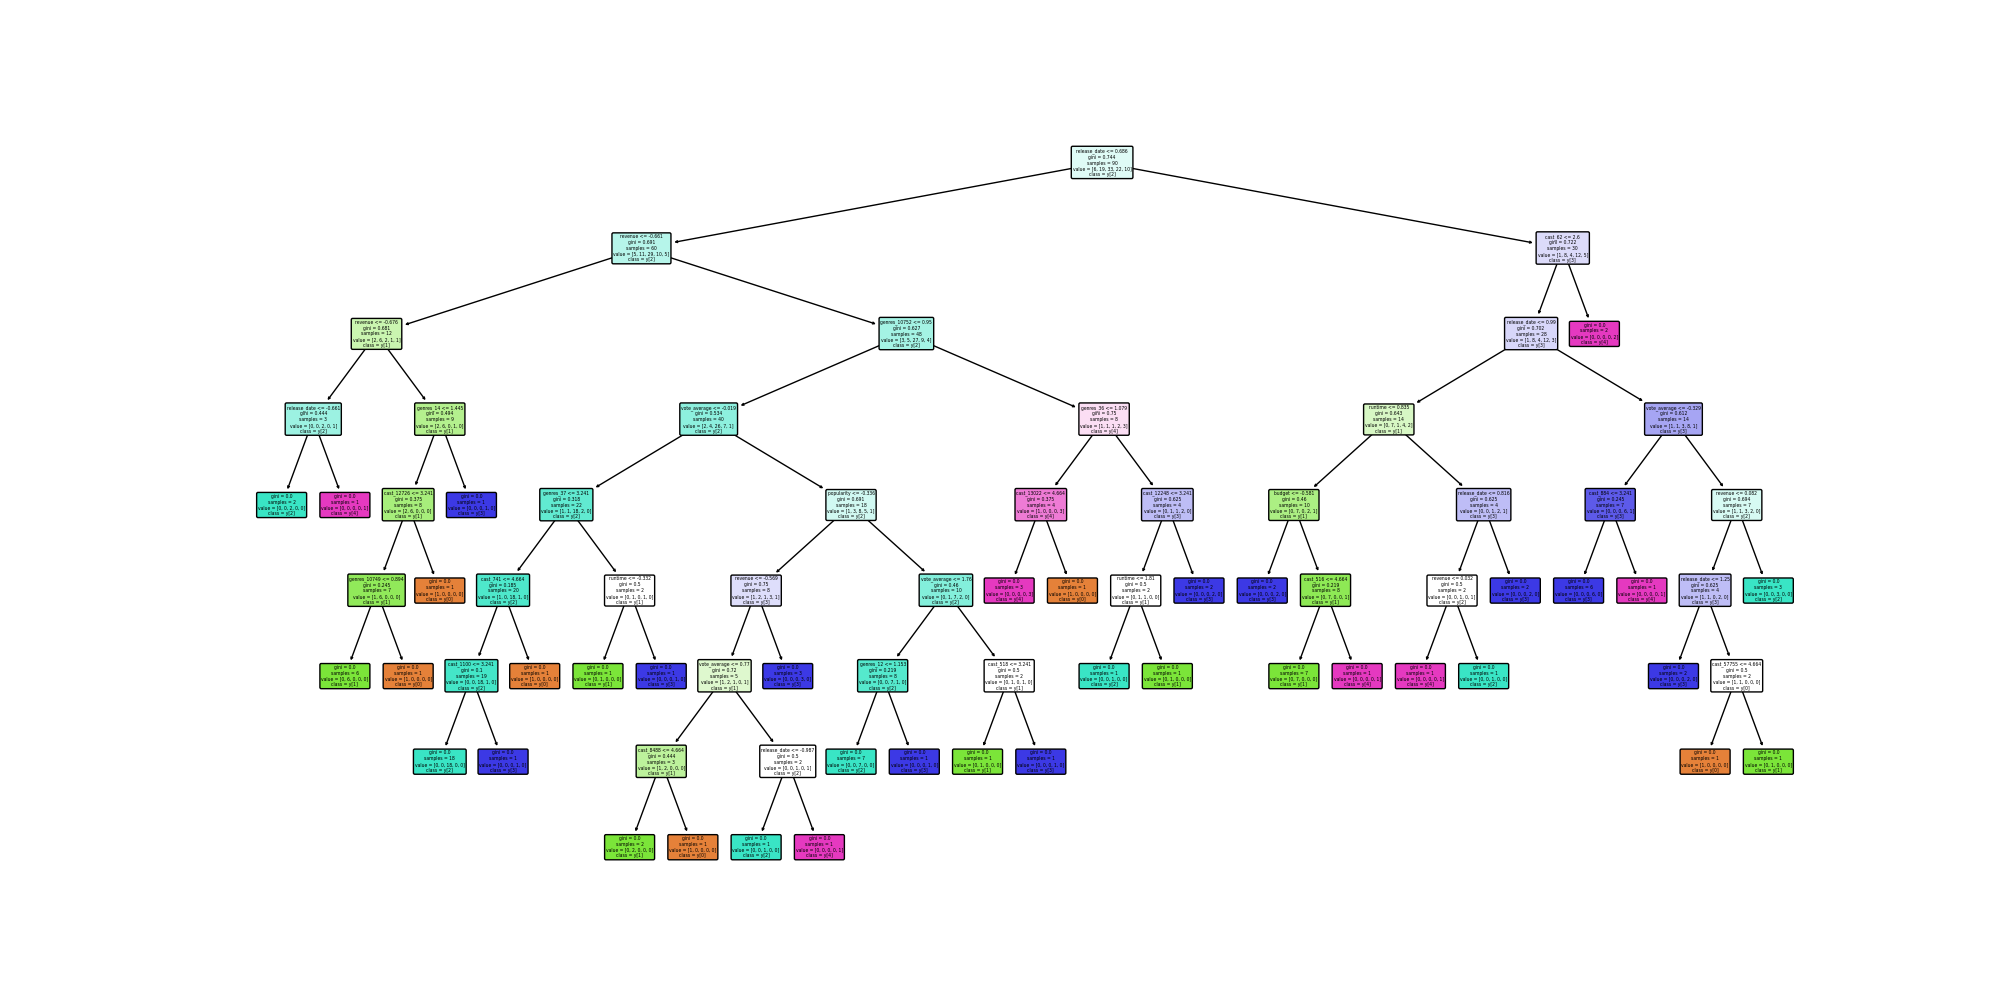 release_date <= 0.686
gini = 0.744
samples = 90
value = [6, 19, 33, 22, 10]
class = y[2]
revenue <= -0.661
gini = 0.691
samples = 60
value = [5, 11, 29, 10, 5]
class = y[2]
cast_62 <= 2.6
gini = 0.722
samples = 30
value = [1, 8, 4, 12, 5]
class = y[3]
revenue <= -0.676
gini = 0.681
samples = 12
value = [2, 6, 2, 1, 1]
class = y[1]
genres_10752 <= 0.95
gini = 0.627
samples = 48
value = [3, 5, 27, 9, 4]
class = y[2]
release_date <= 0.99
gini = 0.702
samples = 28
value = [1, 8, 4, 12, 3]
class = y[3]
gini = 0.0
samples = 2
value = [0, 0, 0, 0, 2]
class = y[4]
release_date <= -0.681
gini = 0.444
samples = 3
value = [0, 0, 2, 0, 1]
class = y[2]
genres_14 <= 1.445
gini = 0.494
samples = 9
value = [2, 6, 0, 1, 0]
class = y[1]
vote_average <= -0.019
gini = 0.534
samples = 40
value = [2, 4, 26, 7, 1]
class = y[2]
genres_36 <= 1.079
gini = 0.75
samples = 8
value = [1, 1, 1, 2, 3]
class = y[4]
runtime <= 0.835
gini = 0.643
samples = 14
value = [0, 7, 1, 4, 2]
class = y[1]
vote_average <= -0.329
gini = 0.612
samples = 14
value = [1, 1, 3, 8, 1]
class = y[3]
gini = 0.0
samples = 2
value = [0, 0, 2, 0, 0]
class = y[2]
gini = 0.0
samples = 1
value = [0, 0, 0, 0, 1]
class = y[4]
cast_12726 <= 3.241
gini = 0.375
samples = 8
value = [2, 6, 0, 0, 0]
class = y[1]
gini = 0.0
samples = 1
value = [0, 0, 0, 1, 0]
class = y[3]
genres_37 <= 3.241
gini = 0.318
samples = 22
value = [1, 1, 18, 2, 0]
class = y[2]
popularity <= -0.336
gini = 0.691
samples = 18
value = [1, 3, 8, 5, 1]
class = y[2]
cast_13022 <= 4.664
gini = 0.375
samples = 4
value = [1, 0, 0, 0, 3]
class = y[4]
cast_12248 <= 3.241
gini = 0.625
samples = 4
value = [0, 1, 1, 2, 0]
class = y[3]
budget <= -0.581
gini = 0.46
samples = 10
value = [0, 7, 0, 2, 1]
class = y[1]
release_date <= 0.816
gini = 0.625
samples = 4
value = [0, 0, 1, 2, 1]
class = y[3]
cast_884 <= 3.241
gini = 0.245
samples = 7
value = [0, 0, 0, 6, 1]
class = y[3]
revenue <= 0.082
gini = 0.694
samples = 7
value = [1, 1, 3, 2, 0]
class = y[2]
genres_10749 <= 0.894
gini = 0.245
samples = 7
value = [1, 6, 0, 0, 0]
class = y[1]
gini = 0.0
samples = 1
value = [1, 0, 0, 0, 0]
class = y[0]
cast_741 <= 4.664
gini = 0.185
samples = 20
value = [1, 0, 18, 1, 0]
class = y[2]
runtime <= -0.332
gini = 0.5
samples = 2
value = [0, 1, 0, 1, 0]
class = y[1]
revenue <= -0.569
gini = 0.75
samples = 8
value = [1, 2, 1, 3, 1]
class = y[3]
vote_average <= 1.76
gini = 0.46
samples = 10
value = [0, 1, 7, 2, 0]
class = y[2]
gini = 0.0
samples = 3
value = [0, 0, 0, 0, 3]
class = y[4]
gini = 0.0
samples = 1
value = [1, 0, 0, 0, 0]
class = y[0]
runtime <= 1.81
gini = 0.5
samples = 2
value = [0, 1, 1, 0, 0]
class = y[1]
gini = 0.0
samples = 2
value = [0, 0, 0, 2, 0]
class = y[3]
gini = 0.0
samples = 2
value = [0, 0, 0, 2, 0]
class = y[3]
cast_516 <= 4.664
gini = 0.219
samples = 8
value = [0, 7, 0, 0, 1]
class = y[1]
revenue <= 0.032
gini = 0.5
samples = 2
value = [0, 0, 1, 0, 1]
class = y[2]
gini = 0.0
samples = 2
value = [0, 0, 0, 2, 0]
class = y[3]
gini = 0.0
samples = 6
value = [0, 0, 0, 6, 0]
class = y[3]
gini = 0.0
samples = 1
value = [0, 0, 0, 0, 1]
class = y[4]
release_date <= 1.25
gini = 0.625
samples = 4
value = [1, 1, 0, 2, 0]
class = y[3]
gini = 0.0
samples = 3
value = [0, 0, 3, 0, 0]
class = y[2]
gini = 0.0
samples = 6
value = [0, 6, 0, 0, 0]
class = y[1]
gini = 0.0
samples = 1
value = [1, 0, 0, 0, 0]
class = y[0]
cast_1100 <= 3.241
gini = 0.1
samples = 19
value = [0, 0, 18, 1, 0]
class = y[2]
gini = 0.0
samples = 1
value = [1, 0, 0, 0, 0]
class = y[0]
gini = 0.0
samples = 1
value = [0, 1, 0, 0, 0]
class = y[1]
gini = 0.0
samples = 1
value = [0, 0, 0, 1, 0]
class = y[3]
vote_average <= 0.77
gini = 0.72
samples = 5
value = [1, 2, 1, 0, 1]
class = y[1]
gini = 0.0
samples = 3
value = [0, 0, 0, 3, 0]
class = y[3]
genres_12 <= 1.153
gini = 0.219
samples = 8
value = [0, 0, 7, 1, 0]
class = y[2]
cast_518 <= 3.241
gini = 0.5
samples = 2
value = [0, 1, 0, 1, 0]
class = y[1]
gini = 0.0
samples = 1
value = [0, 0, 1, 0, 0]
class = y[2]
gini = 0.0
samples = 1
value = [0, 1, 0, 0, 0]
class = y[1]
gini = 0.0
samples = 7
value = [0, 7, 0, 0, 0]
class = y[1]
gini = 0.0
samples = 1
value = [0, 0, 0, 0, 1]
class = y[4]
gini = 0.0
samples = 1
value = [0, 0, 0, 0, 1]
class = y[4]
gini = 0.0
samples = 1
value = [0, 0, 1, 0, 0]
class = y[2]
gini = 0.0
samples = 2
value = [0, 0, 0, 2, 0]
class = y[3]
cast_57755 <= 4.664
gini = 0.5
samples = 2
value = [1, 1, 0, 0, 0]
class = y[0]
gini = 0.0
samples = 18
value = [0, 0, 18, 0, 0]
class = y[2]
gini = 0.0
samples = 1
value = [0, 0, 0, 1, 0]
class = y[3]
cast_8488 <= 4.664
gini = 0.444
samples = 3
value = [1, 2, 0, 0, 0]
class = y[1]
release_date <= -0.987
gini = 0.5
samples = 2
value = [0, 0, 1, 0, 1]
class = y[2]
gini = 0.0
samples = 7
value = [0, 0, 7, 0, 0]
class = y[2]
gini = 0.0
samples = 1
value = [0, 0, 0, 1, 0]
class = y[3]
gini = 0.0
samples = 1
value = [0, 1, 0, 0, 0]
class = y[1]
gini = 0.0
samples = 1
value = [0, 0, 0, 1, 0]
class = y[3]
gini = 0.0
samples = 1
value = [1, 0, 0, 0, 0]
class = y[0]
gini = 0.0
samples = 1
value = [0, 1, 0, 0, 0]
class = y[1]
gini = 0.0
samples = 2
value = [0, 2, 0, 0, 0]
class = y[1]
gini = 0.0
samples = 1
value = [1, 0, 0, 0, 0]
class = y[0]
gini = 0.0
samples = 1
value = [0, 0, 1, 0, 0]
class = y[2]
gini = 0.0
samples = 1
value = [0, 0, 0, 0, 1]
class = y[4]